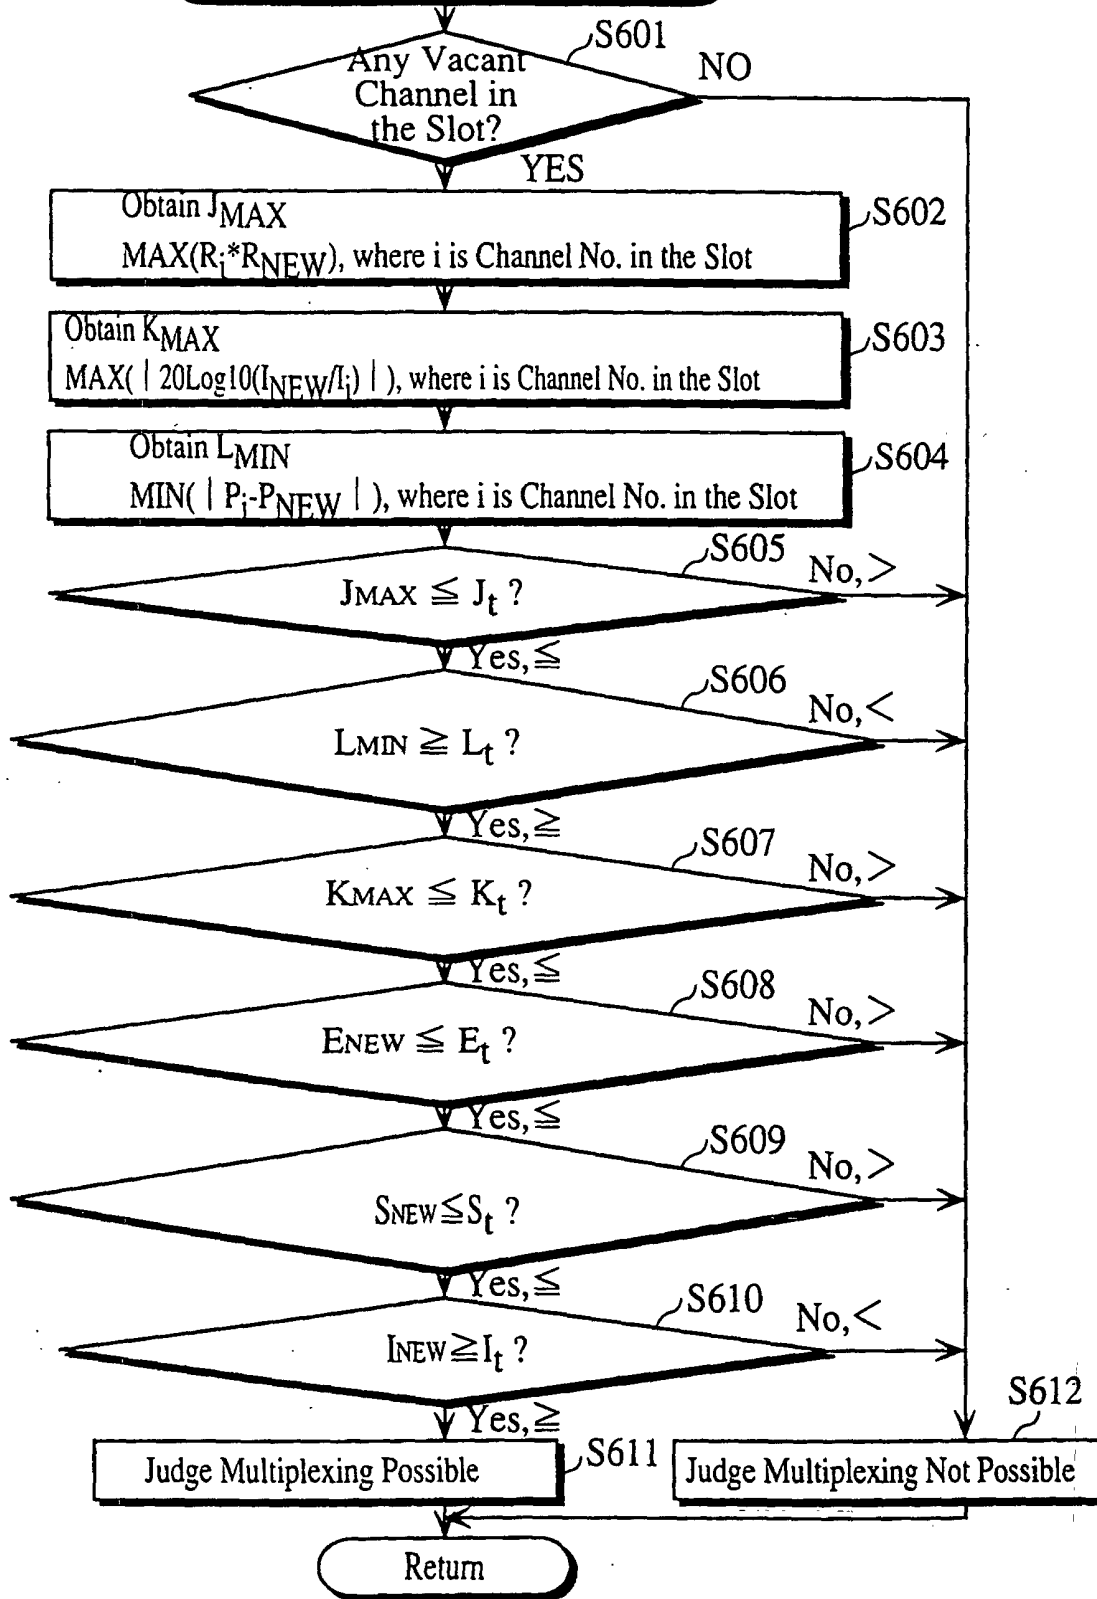 S601
Any Vacant
Channel in
the Slot?
NO
YES
Obtain JMAX
MAX(Ri*RNEW), where i is Channel No. in the Slot
S602
Obtain KMAX
MAX( | 20Log10(INEW/Ii) | ), where i is Channel No. in the Slot
S603
Obtain LMIN
MIN( | Pi-PNEW | ), where i is Channel No. in the Slot
S604
S605
JMAX ≦ Jt ?
No,>
Yes,≦
S606
LMIN ≧ Lt ?
No,<
Yes,≧
S607
KMAX ≦ Kt ?
No,>
Yes,≦
S608
ENEW ≦ Et ?
No,>
Yes,≦
S609
SNEW≦St ?
No,>
Yes,≦
S610
INEW≧It ?
No,<
Yes,≧
S611
Judge Multiplexing Possible
S612
Judge Multiplexing Not Possible
Return